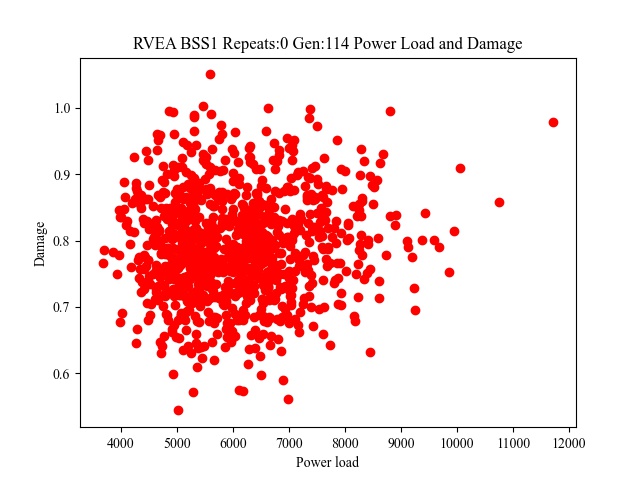 RVEA BSS1 Repeats:0 Gen:114 Power Load and Damage
1.0
0.9
0.8
0.7
0.6
Damage
4000 5000 6000 7000 8000 9000 10000 11000 12000
Power load